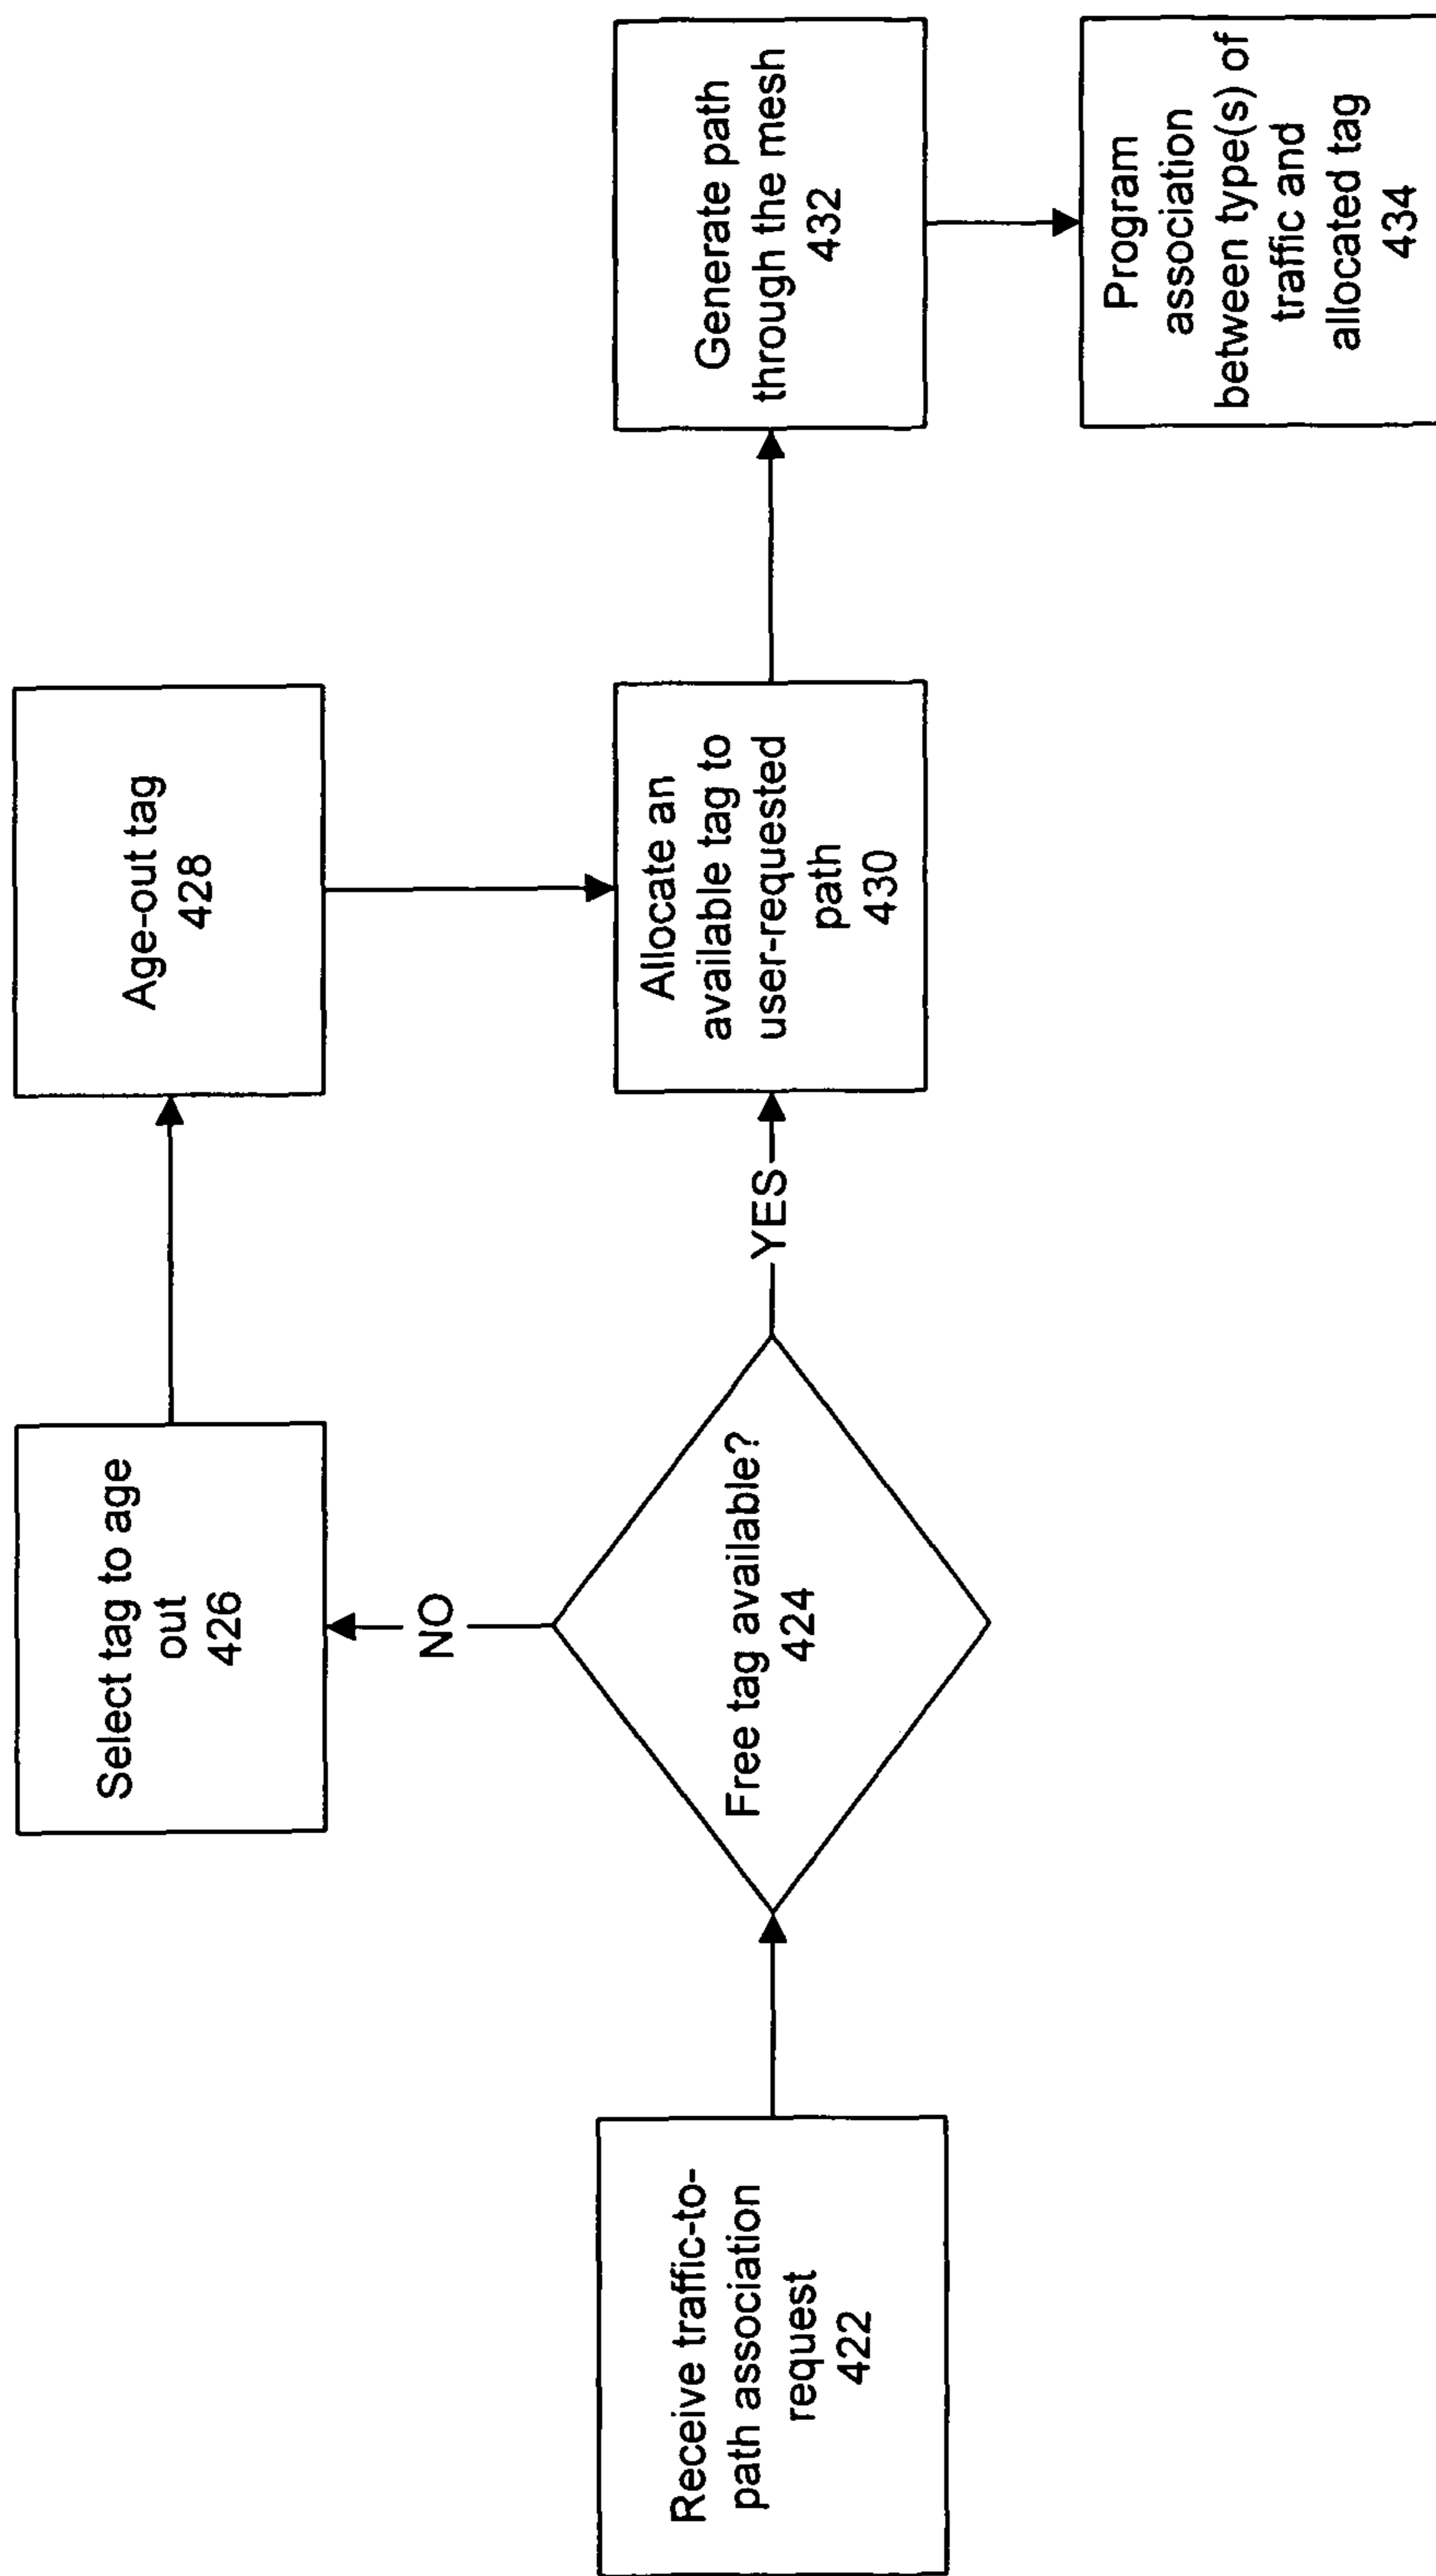 Receive traffic-to-
path association
request
422
Free tag available?
424
NO
YES
Select tag to age
out
426
Age-out tag
428
Allocate an
available tag to
user-requested
path
430
Generate path
through the mesh
432
Program
association
between type(s) of
traffic and
allocated tag
434